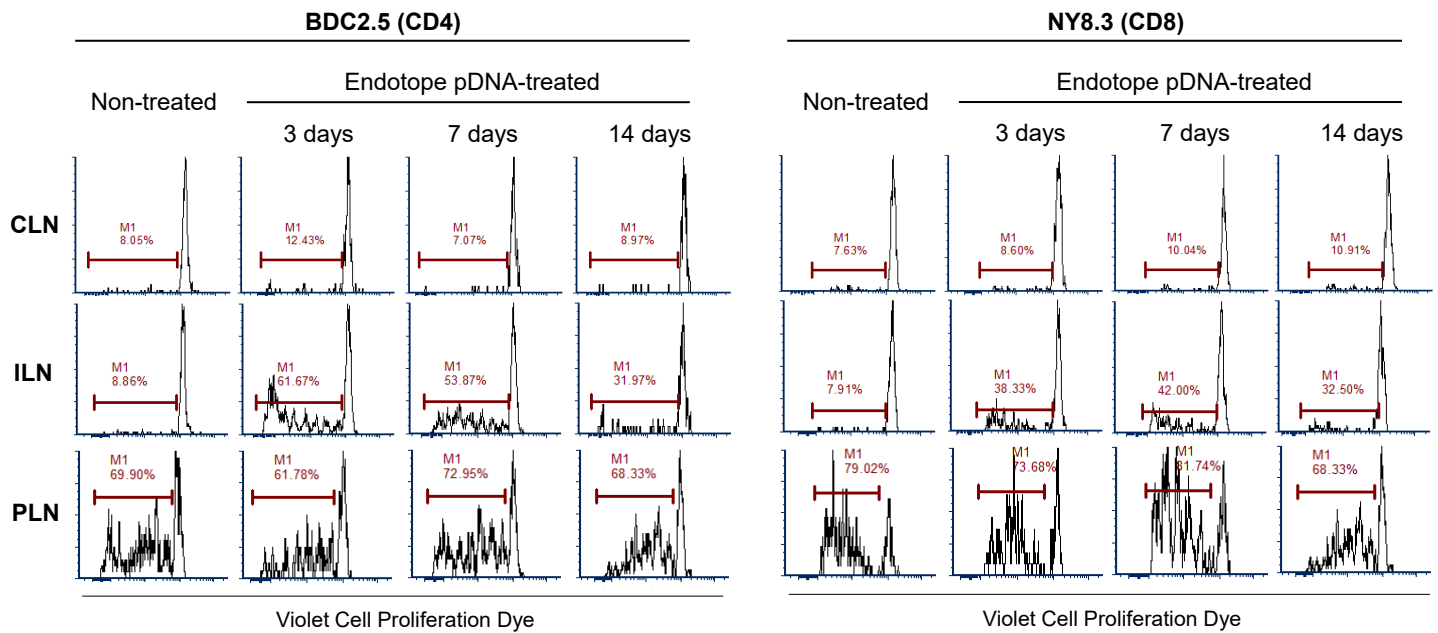 BDC2.5 (CD4)
NY8.3 (CD8)
Non-treated
Endotope pDNA-treated
3 days
7 days
14 days
Non-treated
Endotope pDNA-treated
3 days
7 days
14 days
CLN
M1
8.05%
M1
12.43%
M1
7.07%
M1
8.97%
M1
7.63%
M1
8.60%
M1
10.04%
M1
10.91%
ILN
M1
8.86%
M1
61.67%
M1
53.87%
M1
31.97%
M1
7.91%
M1
38.33%
M1
42.00%
M1
32.50%
PLN
M1
69.90%
M1
61.78%
M1
72.95%
M1
68.33%
M1
79.02%
M1
73.68%
M1
81.74%
M1
68.33%
Violet Cell Proliferation Dye
Violet Cell Proliferation Dye